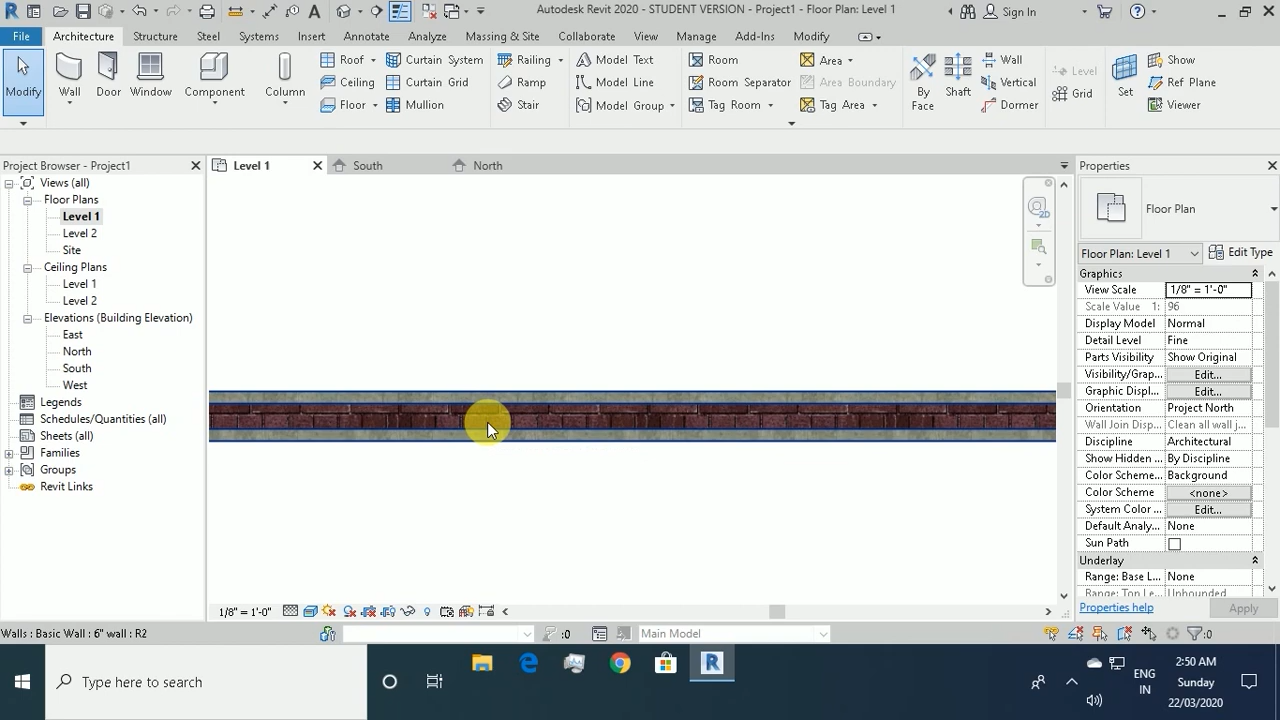 Autodesk Revit 2020 - STUDENT VERSION - Project1 - Floor Plan: Level 1
Sign In
File Architecture Structure Steel Systems Insert Annotate Analyze Massing & Site Collaborate View Manage Add-Ins Modify
Modify
Wall
Door
Window
Component
Column
Roof
Ceiling
Floor
Curtain System
Curtain Grid
Mullion
Railing
Ramp
Stair
Model Text
Model Line
Model Group
Room
Room Separator
Tag Room
Area
Area Boundary
Tag Area
By Face
Shaft
Wall
Vertical
Dormer
Level
Grid
Set
Show
Ref Plane
Viewer
Project Browser - Project1
Views (all)
Floor Plans
Level 1
Level 2
Site
Ceiling Plans
Level 1
Level 2
Elevations (Building Elevation)
East
North
South
West
Legends
Schedules/Quantities (all)
Sheets (all)
Families
Groups
Revit Links
Level 1
South
North
2D
Properties
Floor Plan
Floor Plan: Level 1
Edit Type
Graphics
View Scale 1/8" = 1'-0"
Scale Value 1: 96
Display Model Normal
Detail Level Fine
Parts Visibility Show Original
Visibility/Grap... Edit...
Graphic Displ... Edit...
Orientation Project North
Wall Join Disp... Clean all wall j...
Discipline Architectural
Show Hidden ... By Discipline
Color Scheme... Background
Color Scheme <none>
System Color ... Edit...
Default Analy... None
Sun Path
Underlay
Range: Base L... None
Range: Top Le... Unbounded
Properties help
Apply
1/8" = 1'-0"
Walls : Basic Wall : 6" wall : R2
:0
Main Model
:0
Type here to search
ENG
IN
2:50 AM
Sunday
22/03/2020